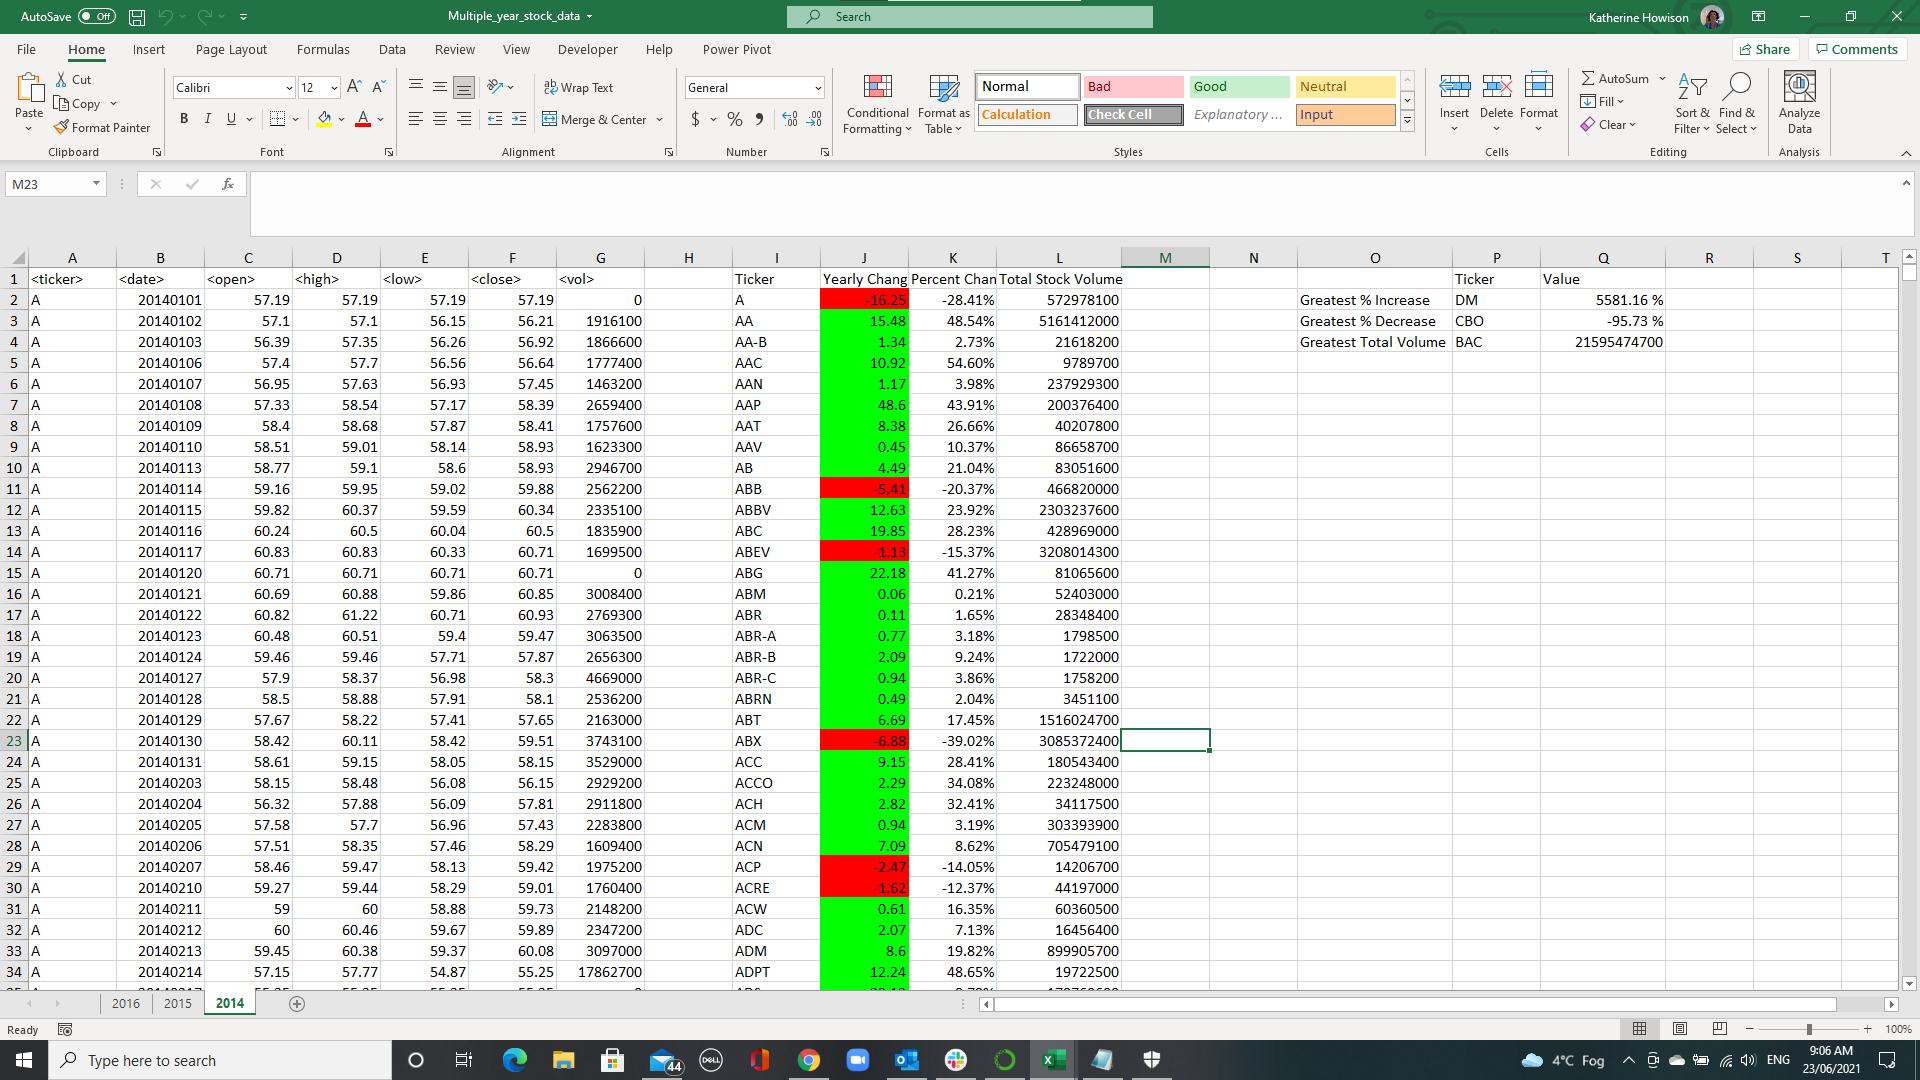 AutoSave Off Multiple_year_stock_data Search Katherine Howison
File Home Insert Page Layout Formulas Data Review View Developer Help Power Pivot Share Comments
Paste Cut Copy Format Painter Clipboard
Calibri 12 B I U Font
ab Wrap Text Merge & Center Alignment
General $ % 9 Number
Conditional Formatting Format as Table Normal Bad Good Neutral
Calculation Check Cell Explanatory ... Input Styles
Insert Delete Format Cells
AutoSum Fill Clear Sort & Filter Find & Select Editing
Analyze Data Analysis
M23 fx
A B C D E F G H I J K L M N O P Q R S T
1 <ticker> <date> <open> <high> <low> <close> <vol> Ticker Yearly Chang Percent Chan Total Stock Volume Ticker Value
2 A 20140101 57.19 57.19 57.19 57.19 0 A -16.25 -28.41% 572978100 Greatest % Increase DM 5581.16 %
3 A 20140102 57.1 57.1 56.15 56.21 1916100 AA 15.48 48.54% 5161412000 Greatest % Decrease CBO -95.73 %
4 A 20140103 56.39 57.35 56.26 56.92 1866600 AA-B 1.34 2.73% 21618200 Greatest Total Volume BAC 21595474700
5 A 20140106 57.4 57.7 56.56 56.64 1777400 AAC 10.92 54.60% 9789700
6 A 20140107 56.95 57.63 56.93 57.45 1463200 AAN 1.17 3.98% 237929300
7 A 20140108 57.33 58.54 57.17 58.39 2659400 AAP 48.6 43.91% 200376400
8 A 20140109 58.4 58.68 57.87 58.41 1757600 AAT 8.38 26.66% 40207800
9 A 20140110 58.51 59.01 58.14 58.93 1623300 AAV 0.45 10.37% 86658700
10 A 20140113 58.77 59.1 58.6 58.93 2946700 AB 4.49 21.04% 83051600
11 A 20140114 59.16 59.95 59.02 59.88 2562200 ABB -5.41 -20.37% 466820000
12 A 20140115 59.82 60.37 59.59 60.34 2335100 ABBV 12.63 23.92% 2303237600
13 A 20140116 60.24 60.5 60.04 60.5 1835900 ABC 19.85 28.23% 428969000
14 A 20140117 60.83 60.83 60.33 60.71 1699500 ABEV -1.13 -15.37% 3208014300
15 A 20140120 60.71 60.71 60.71 60.71 0 ABG 22.18 41.27% 81065600
16 A 20140121 60.69 60.88 59.86 60.85 3008400 ABM 0.06 0.21% 52403000
17 A 20140122 60.82 61.22 60.71 60.93 2769300 ABR 0.11 1.65% 28348400
18 A 20140123 60.48 60.51 59.4 59.47 3063500 ABR-A 0.77 3.18% 1798500
19 A 20140124 59.46 59.46 57.71 57.87 2656300 ABR-B 2.09 9.24% 1722000
20 A 20140127 57.9 58.37 56.98 58.3 4669000 ABR-C 0.94 3.86% 1758200
21 A 20140128 58.5 58.88 57.91 58.1 2536200 ABRN 0.49 2.04% 3451100
22 A 20140129 57.67 58.22 57.41 57.65 2163000 ABT 6.69 17.45% 1516024700
23 A 20140130 58.42 60.11 58.42 59.51 3743100 ABX -6.88 -39.02% 3085372400
24 A 20140131 58.61 59.15 58.05 58.15 3529000 ACC 9.15 28.41% 180543400
25 A 20140203 58.15 58.48 56.08 56.15 2929200 ACCO 2.29 34.08% 223248000
26 A 20140204 56.32 57.88 56.09 57.81 2911800 ACH 2.82 32.41% 34117500
27 A 20140205 57.58 57.7 56.96 57.43 2283800 ACM 0.94 3.19% 303393900
28 A 20140206 57.51 58.35 57.46 58.29 1609400 ACN 7.09 8.62% 705479100
29 A 20140207 58.46 59.47 58.13 59.42 1975200 ACP -2.47 -14.05% 14206700
30 A 20140210 59.27 59.44 58.29 59.01 1760400 ACRE -1.62 -12.37% 44197000
31 A 20140211 59 60 58.88 59.73 2148200 ACW 0.61 16.35% 60360500
32 A 20140212 60 60.46 59.67 59.89 2347200 ADC 2.07 7.13% 16456400
33 A 20140213 59.45 60.38 59.37 60.08 3097000 ADM 8.6 19.82% 899905700
34 A 20140214 57.15 57.77 54.87 55.25 17862700 ADPT 12.24 48.65% 19722500
2016 2015 2014
Ready 100%
Type here to search 44 DELL 4°C Fog ENG 9:06 AM
23/06/2021